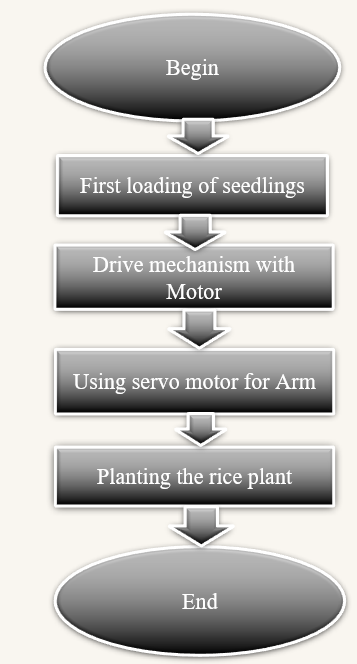 Begin
First loading of seedlings
Drive mechanism with
Motor
Using servo motor for Arm
Planting the rice plant
End